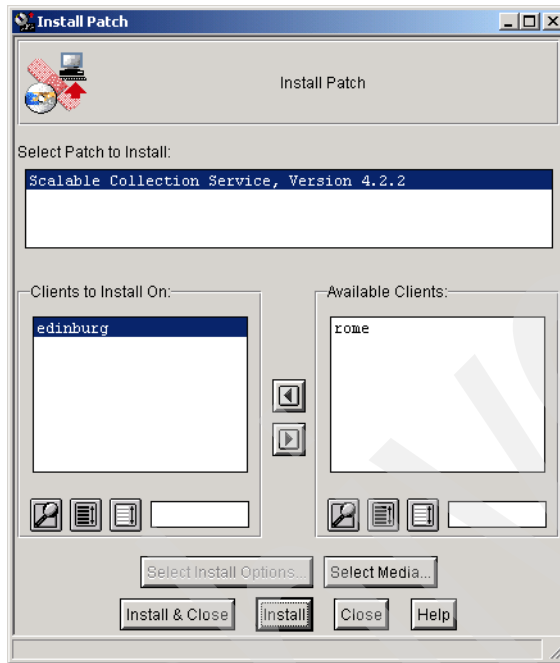 Install Patch
Install Patch
Select Patch to Install:
Scalable Collection Service, Version 4.2.2
Clients to Install On:
edinburg
Available Clients:
rome
Select Install Options...
Select Media...
Install & Close
Install
Close
Help